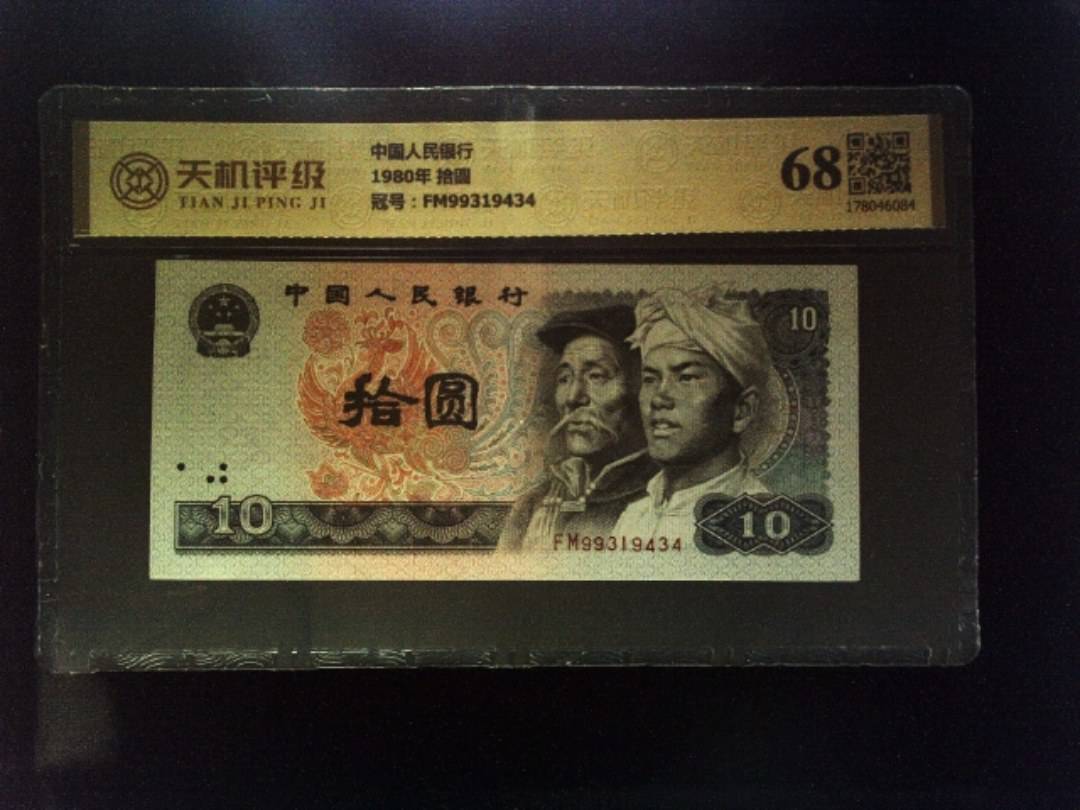 天机评级
TIAN JI PING JI
中国人民银行
1980年 拾圆
冠号：FM99319434
68
178046084
中国人民银行
10
拾圆
10
FM99319434
10